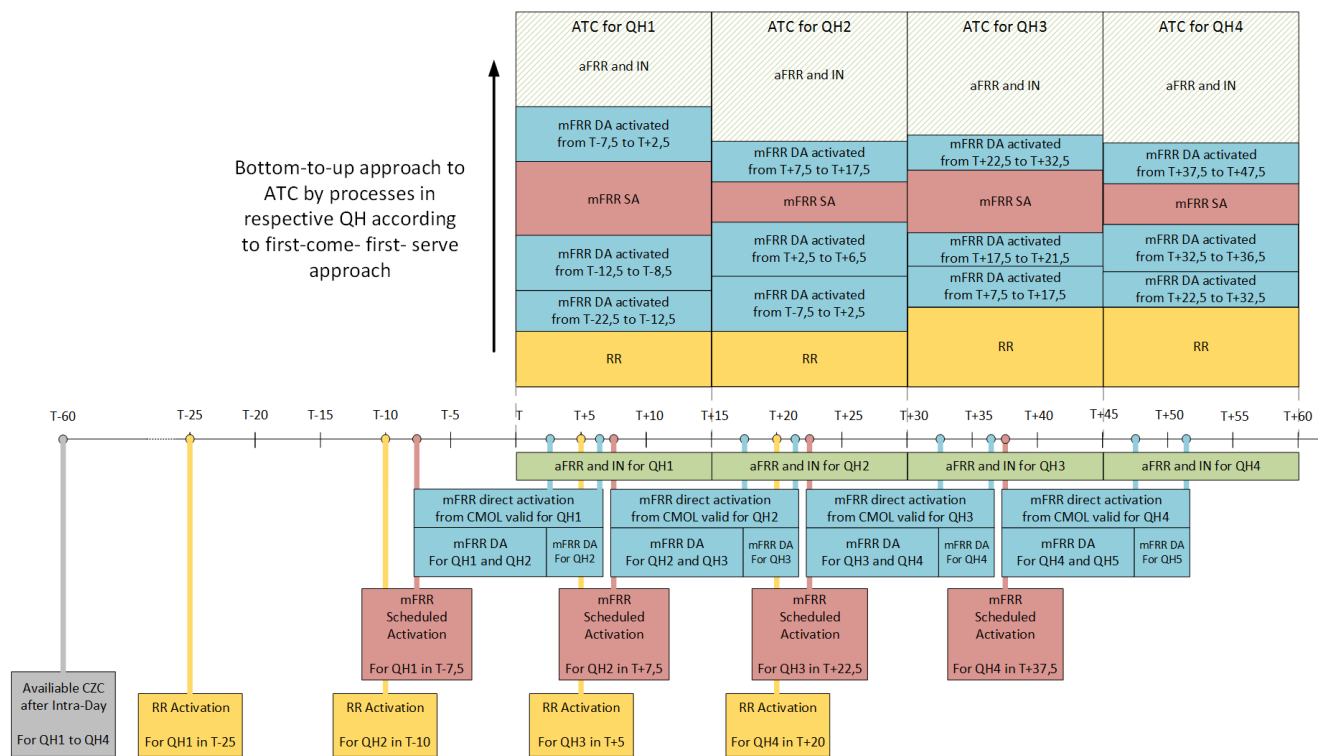 ATC for QH1
aFRR and IN
mFRR DA activated
from T-7,5 to T+2,5
mFRR SA
mFRR DA activated
from T-12,5 to T-8,5
mFRR DA activated
from T-22,5 to T-12,5
RR
ATC for QH2
aFRR and IN
mFRR DA activated
from T+7,5 to T+17,5
mFRR SA
mFRR DA activated
from T+2,5 to T+6,5
mFRR DA activated
from T-7,5 to T+2,5
RR
ATC for QH3
aFRR and IN
mFRR DA activated
from T+22,5 to T+32,5
mFRR SA
mFRR DA activated
from T+17,5 to T+21,5
mFRR DA activated
from T+7,5 to T+17,5
RR
ATC for QH4
aFRR and IN
mFRR DA activated
from T+37,5 to T+47,5
mFRR SA
mFRR DA activated
from T+32,5 to T+36,5
mFRR DA activated
from T+22,5 to T+32,5
RR
Bottom-to-up approach to
ATC by processes in
respective QH according
to first-come- first- serve
approach
T-60 T-25 T-20 T-15 T-10 T-5 T T+5 T+10 T+15 T+20 T+25 T+30 T+35 T+40 T+45 T+50 T+55 T+60
aFRR and IN for QH1
aFRR and IN for QH2
aFRR and IN for QH3
aFRR and IN for QH4
mFRR direct activation
from CMOL valid for QH1
mFRR DA
For QH1 and QH2
mFRR DA
For QH2
mFRR direct activation
from CMOL valid for QH2
mFRR DA
For QH2 and QH3
mFRR DA
For QH3
mFRR direct activation
from CMOL valid for QH3
mFRR DA
For QH3 and QH4
mFRR DA
For QH4
mFRR direct activation
from CMOL valid for QH4
mFRR DA
For QH4 and QH5
mFRR DA
For QH5
mFRR
Scheduled
Activation
For QH1 in T-7,5
mFRR
Scheduled
Activation
For QH2 in T+7,5
mFRR
Scheduled
Activation
For QH3 in T+22,5
mFRR
Scheduled
Activation
For QH4 in T+37,5
Availiable CZC
after Intra-Day
For QH1 to QH4
RR Activation
For QH1 in T-25
RR Activation
For QH2 in T-10
RR Activation
For QH3 in T+5
RR Activation
For QH4 in T+20